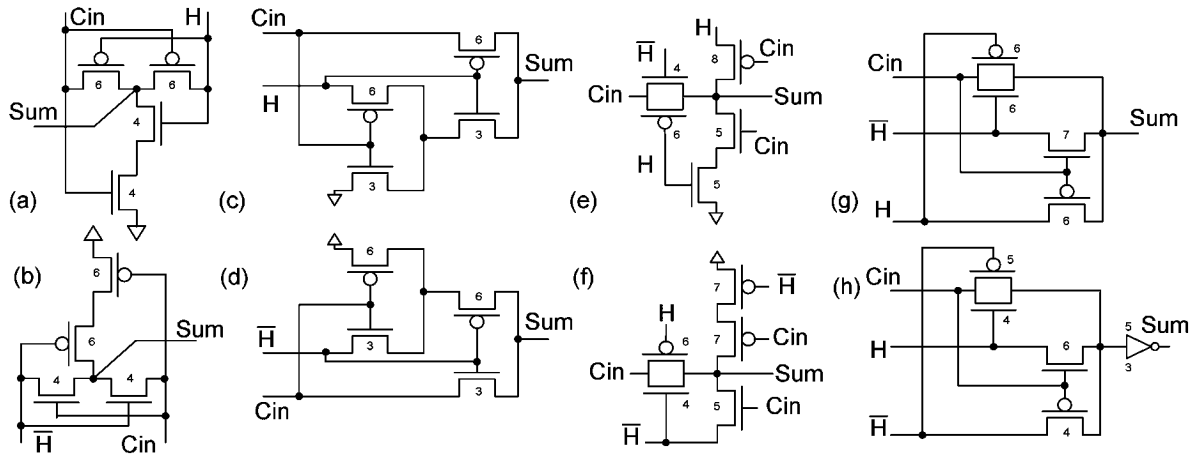 Cin H
6 6
4
Sum
4
(a)
(b)
6
6
Sum
4 4
H̅ Cin
Cin
6
Sum
6
H
3
3
(c)
(d)
6
6
Sum
H̅
3
Cin
3
H
H̅
8 Cin
4
Cin Sum
6
5
Cin
H
5
(e)
(f)
7 H̅
H
7 Cin
6
Cin Sum
4
5 Cin
H̅
6
Cin
6
H̅
7
Sum
(g)
H
6
(h)
5
Cin
4
5
Sum
H
6
3
H̅
4